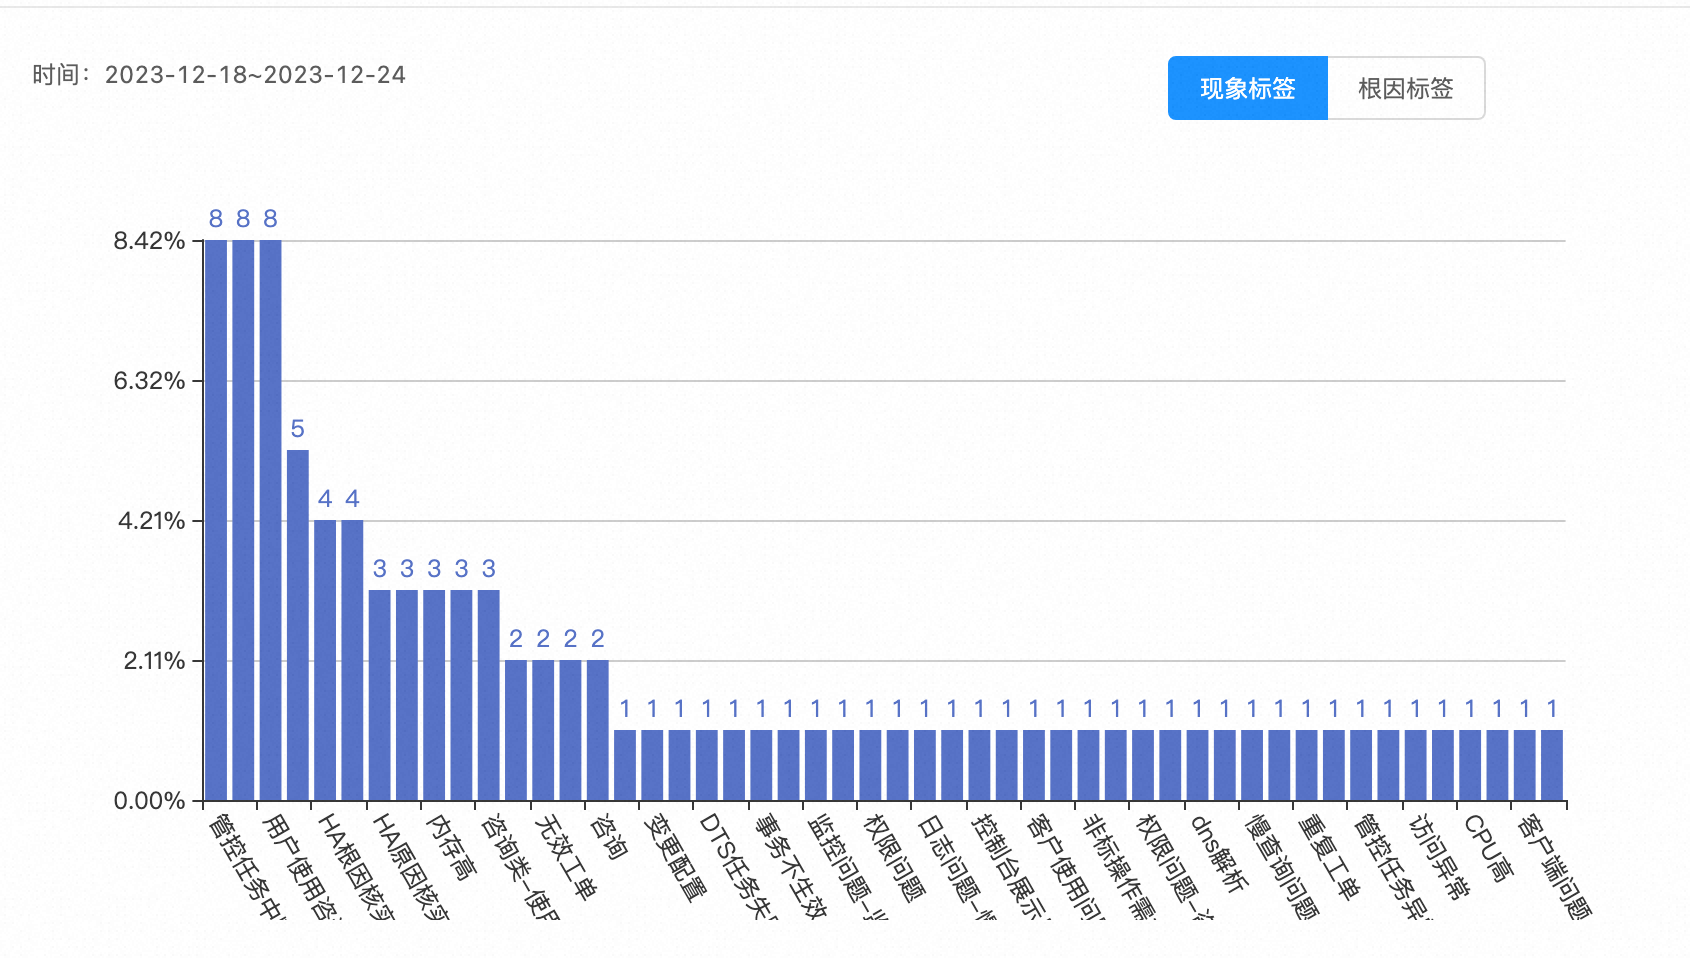 时间：2023-12-18~2023-12-24
现象标签
根因标签
8 8 8
8.42%
6.32%
5
4 4
4.21%
3 3 3 3 3
2 2 2 2
2.11%
1 1 1 1 1 1 1 1 1 1 1 1 1 1 1 1 1 1 1 1 1 1 1 1 1 1 1 1 1 1 1 1 1 1 1
0.00%
管控任务中
用户使用咨
HA根因核实
HA原因核实
内存高
咨询类-使用
无效工单
咨询
变更配置
DTS任务失
事务不生效
监控问题-
权限问题
日志问题-
控制台展示
客户使用问
非标操作需
权限问题-
dns解析
慢查询问题
重复工单
管控任务异
访问异常
CPU高
客户端问题